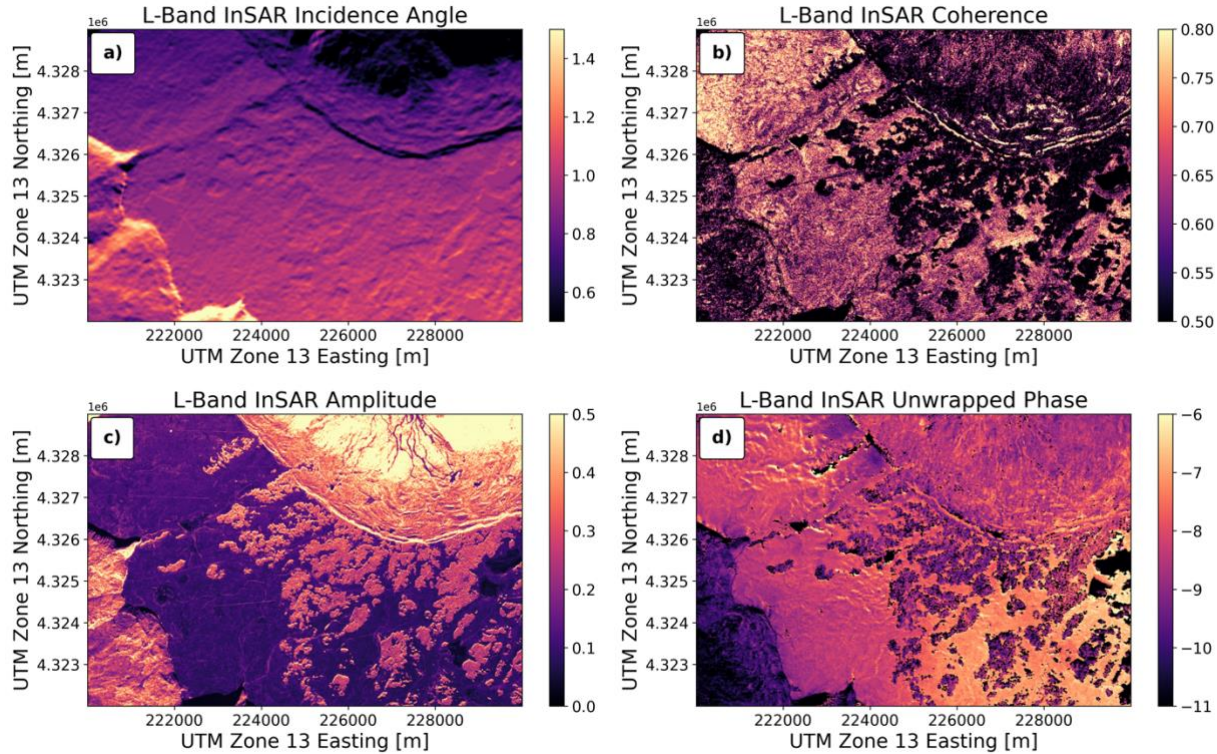 L-Band InSAR Incidence Angle
1e6
a)
4.328
4.327
4.326
4.325
4.324
4.323
UTM Zone 13 Northing [m]
222000 224000 226000 228000
UTM Zone 13 Easting [m]
1.4
1.2
1.0
0.8
0.6
L-Band InSAR Coherence
1e6
b)
4.328
4.327
4.326
4.325
4.324
4.323
UTM Zone 13 Northing [m]
222000 224000 226000 228000
UTM Zone 13 Easting [m]
0.80
0.75
0.70
0.65
0.60
0.55
0.50
L-Band InSAR Amplitude
1e6
c)
4.328
4.327
4.326
4.325
4.324
4.323
UTM Zone 13 Northing [m]
222000 224000 226000 228000
UTM Zone 13 Easting [m]
0.5
0.4
0.3
0.2
0.1
0.0
L-Band InSAR Unwrapped Phase
1e6
d)
4.328
4.327
4.326
4.325
4.324
4.323
UTM Zone 13 Northing [m]
222000 224000 226000 228000
UTM Zone 13 Easting [m]
−6
−7
−8
−9
−10
−11